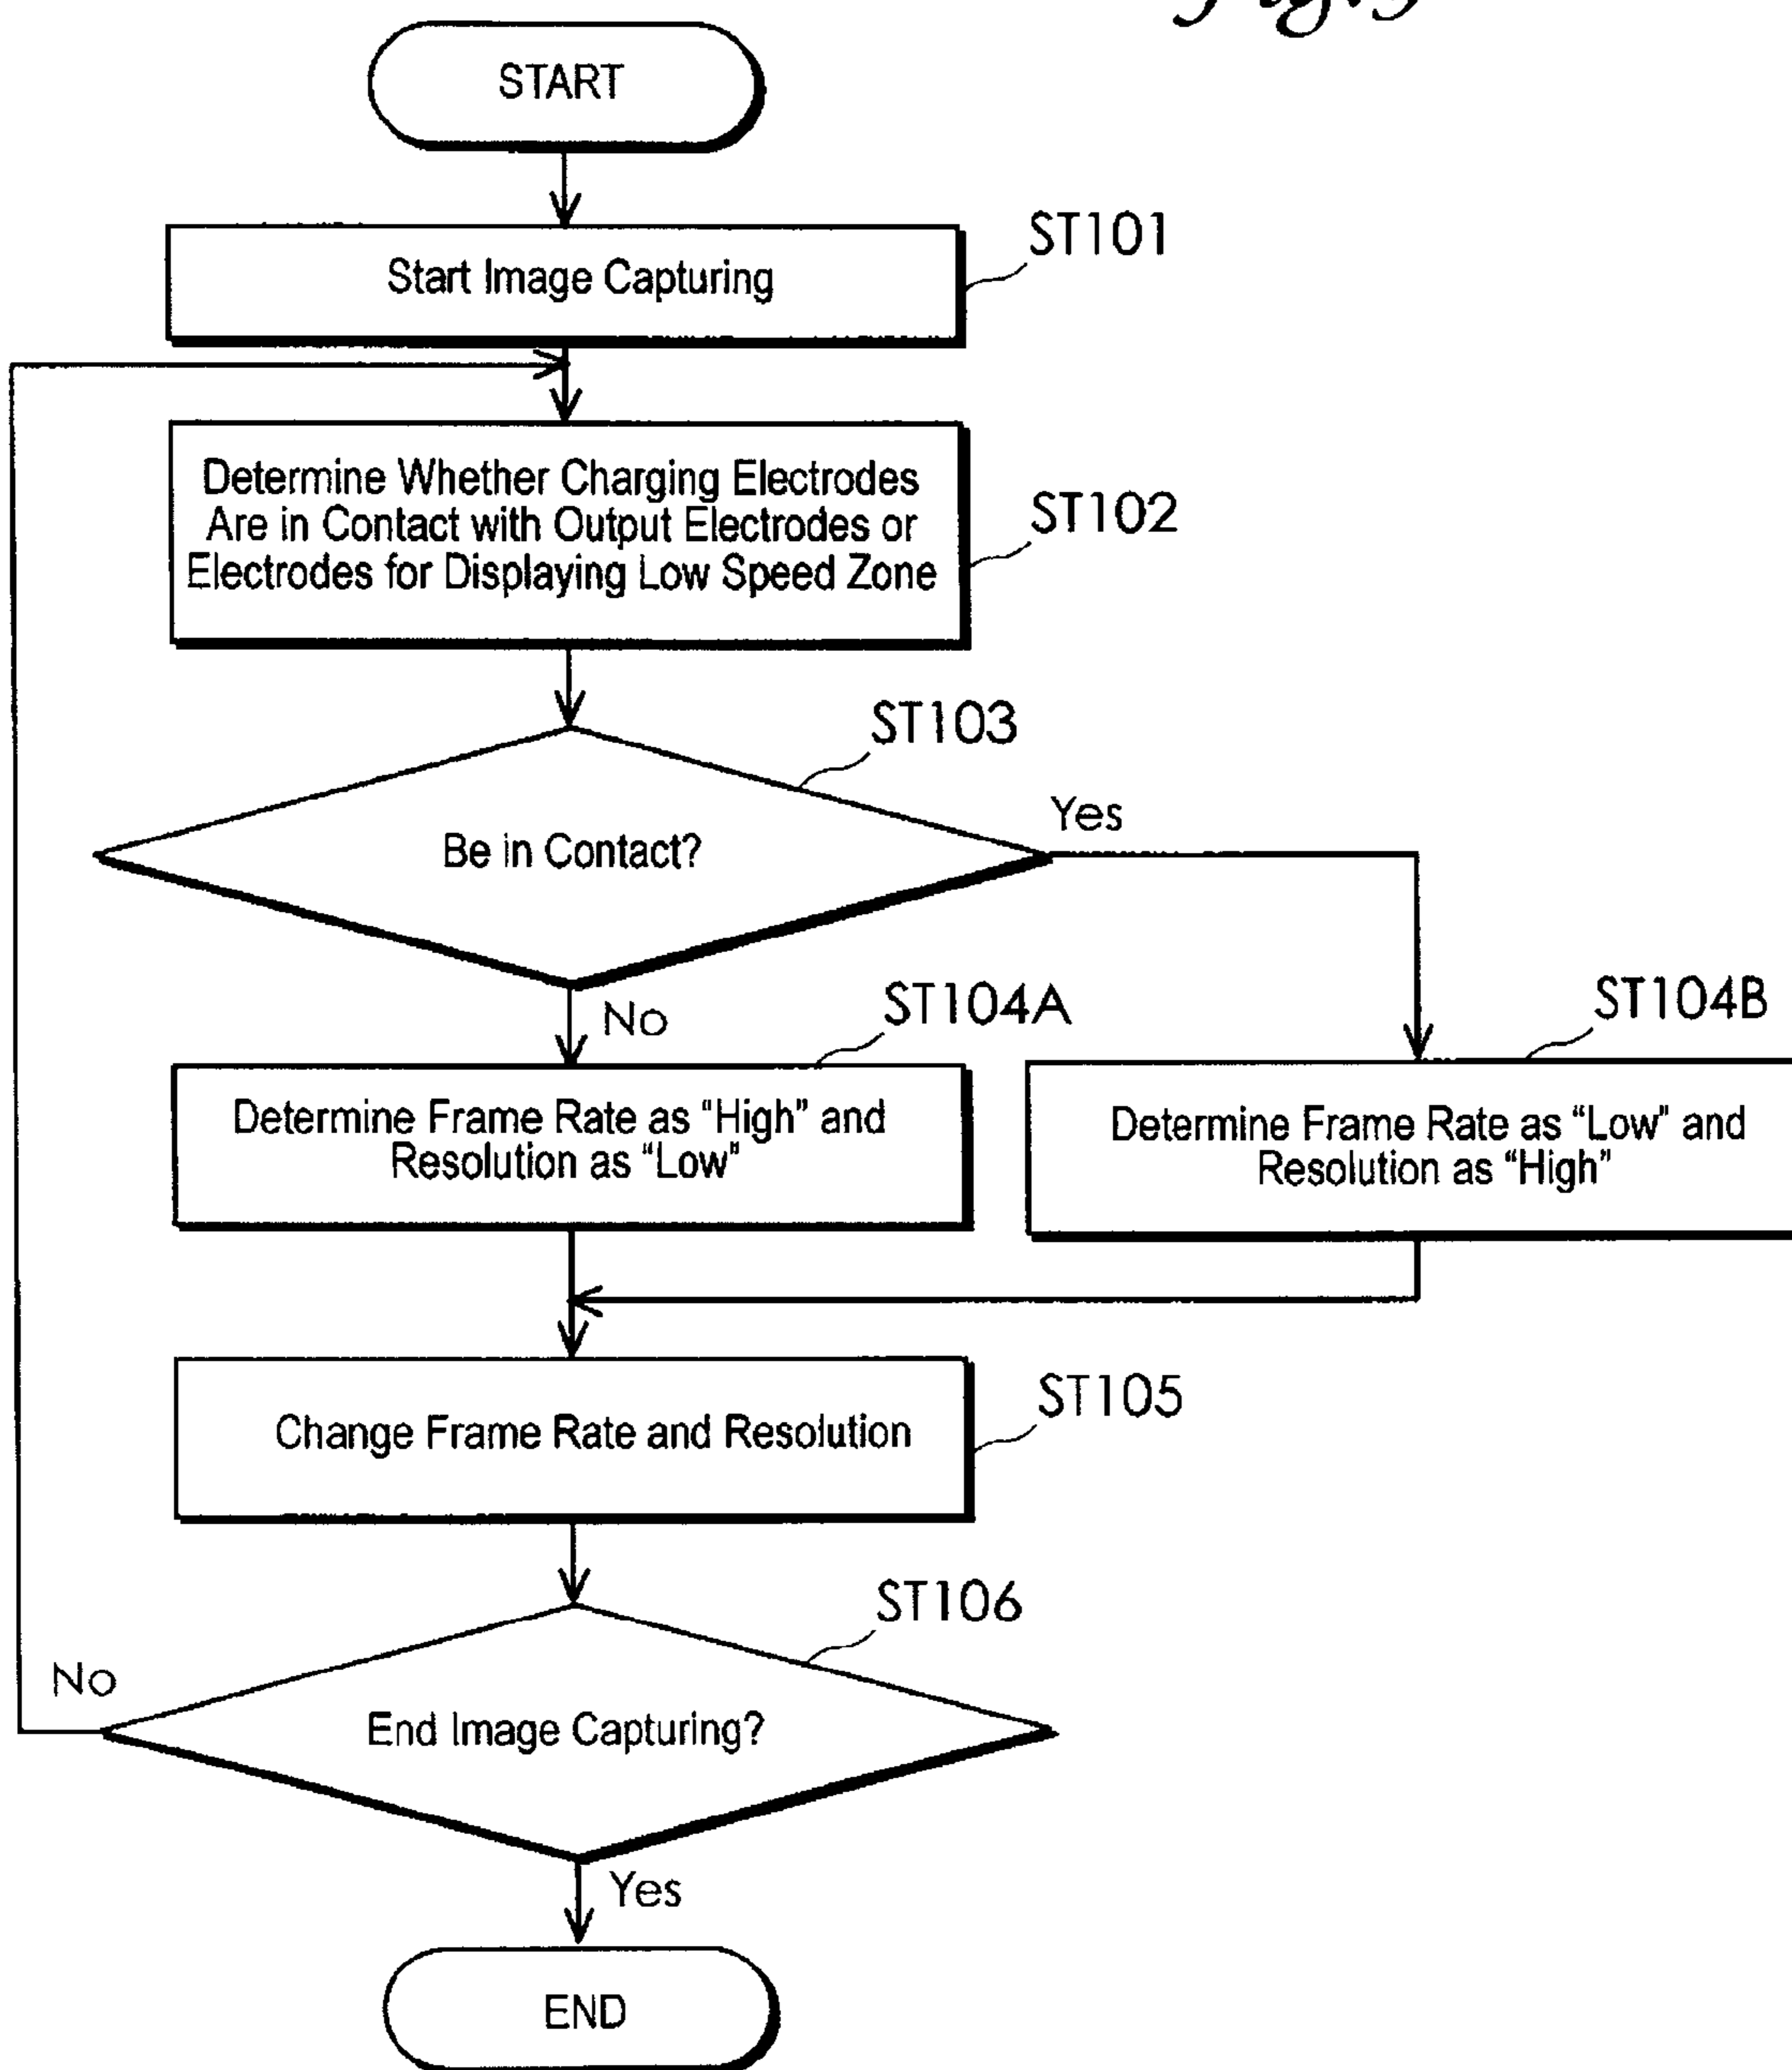 START
ST101
Start Image Capturing
ST102
Determine Whether Charging Electrodes
Are in Contact with Output Electrodes or
Electrodes for Displaying Low Speed Zone
ST103
Be in Contact?
Yes
No
ST104A
Determine Frame Rate as “High” and
Resolution as “Low”
ST104B
Determine Frame Rate as “Low” and
Resolution as “High”
ST105
Change Frame Rate and Resolution
ST106
End Image Capturing?
No
Yes
END